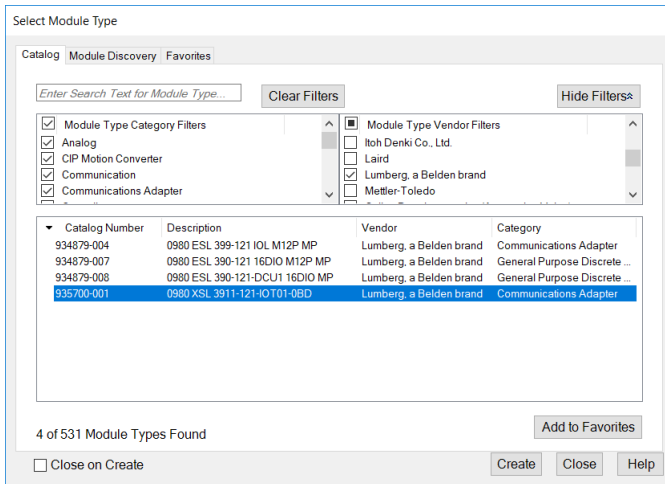 Select Module Type
Catalog Module Discovery Favorites
Enter Search Text for Module Type...
Clear Filters
Hide Filters
Module Type Category Filters
Analog
CIP Motion Converter
Communication
Communications Adapter
Module Type Vendor Filters
Itoh Denki Co., Ltd.
Laird
Lumberg, a Belden brand
Mettler-Toledo
Catalog Number Description Vendor Category
934879-004 0980 ESL 399-121 IOL M12P MP Lumberg, a Belden brand Communications Adapter
934879-007 0980 ESL 390-121 16DIO M12P MP Lumberg, a Belden brand General Purpose Discrete ...
934879-008 0980 ESL 390-121-DCU1 16DIO MP Lumberg, a Belden brand General Purpose Discrete ...
935700-001 0980 XSL 3911-121-IOT01-0BD Lumberg, a Belden brand Communications Adapter
4 of 531 Module Types Found
Add to Favorites
Close on Create
Create Close Help